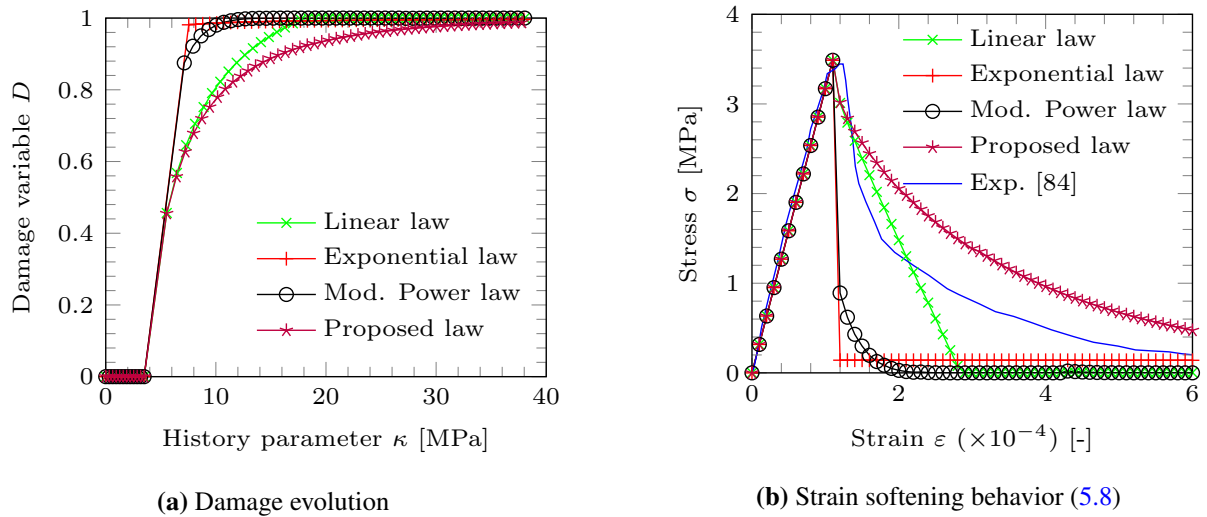 1
0.8
0.6
0.4
0.2
0
0 10 20 30 40
Damage variable D
History parameter κ [MPa]
Linear law
Exponential law
Mod. Power law
Proposed law
(a) Damage evolution
4
3
2
1
0
0 2 4 6
Stress σ [MPa]
Strain ε (×10⁻⁴) [-]
Linear law
Exponential law
Mod. Power law
Proposed law
Exp. [84]
(b) Strain softening behavior (5.8)